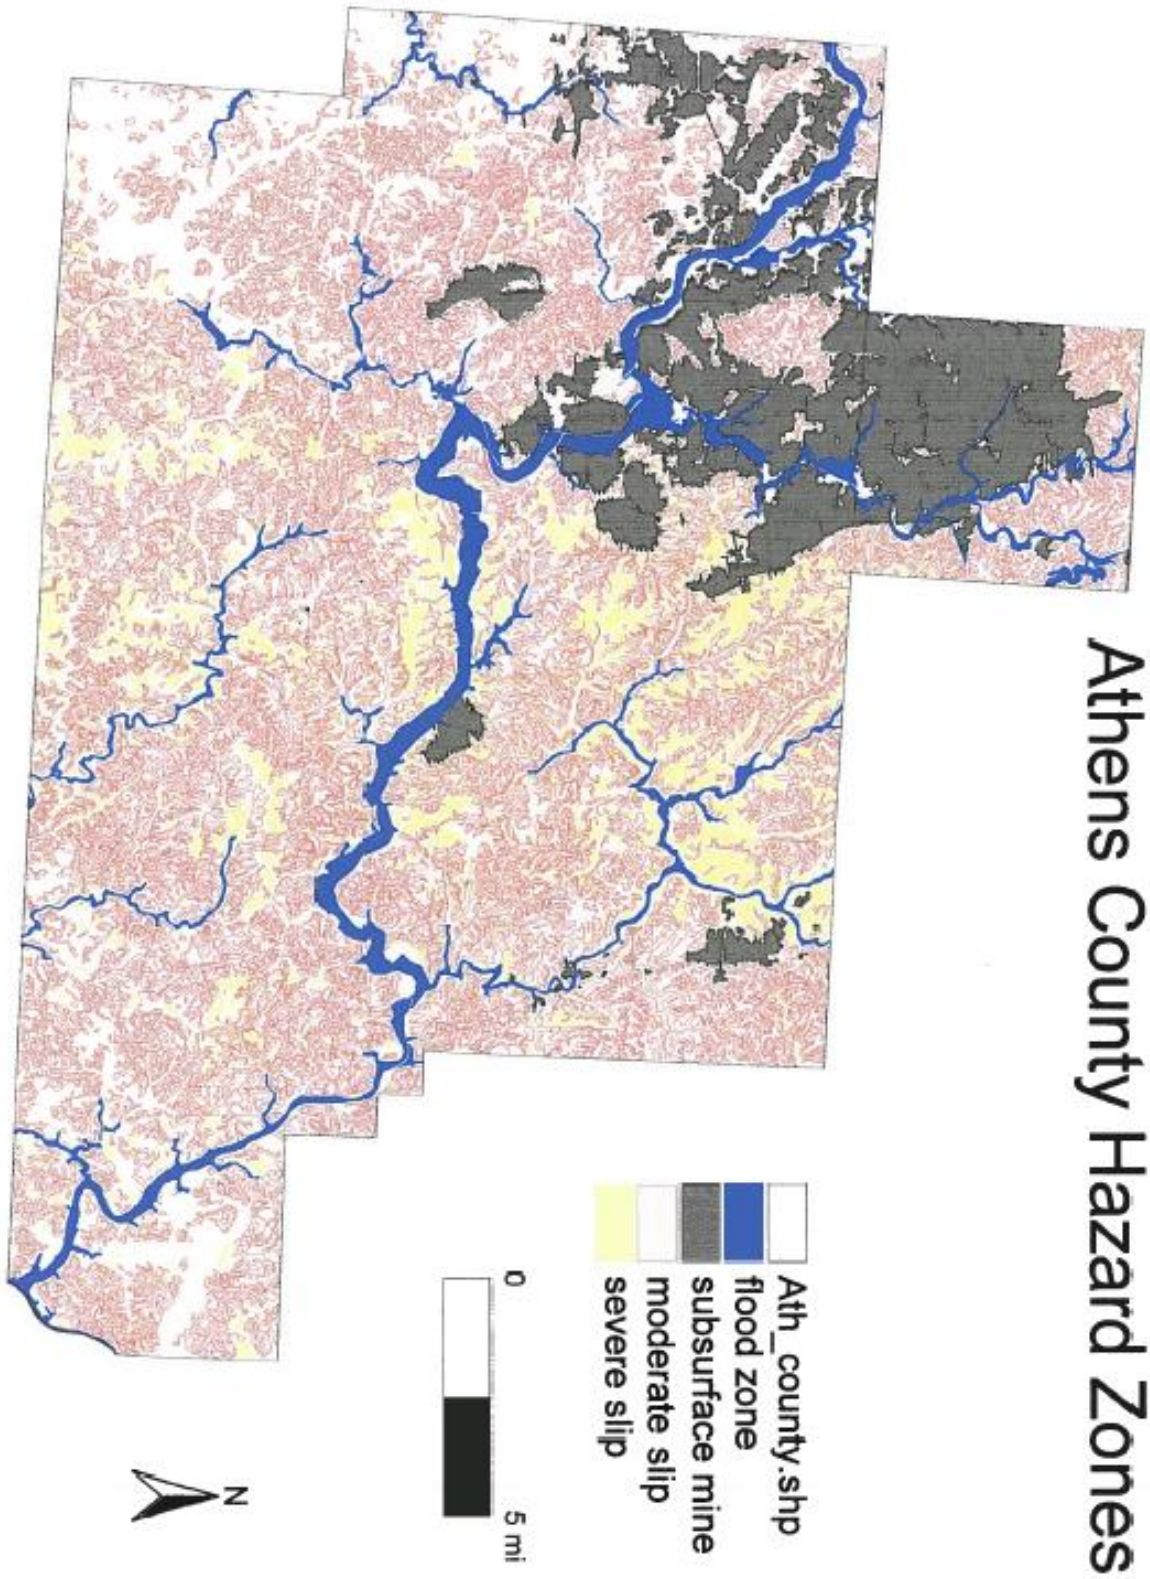 Athens County Hazard Zones
Ath_county.shp
flood zone
subsurface mine
moderate slip
severe slip
0
5 mi
N